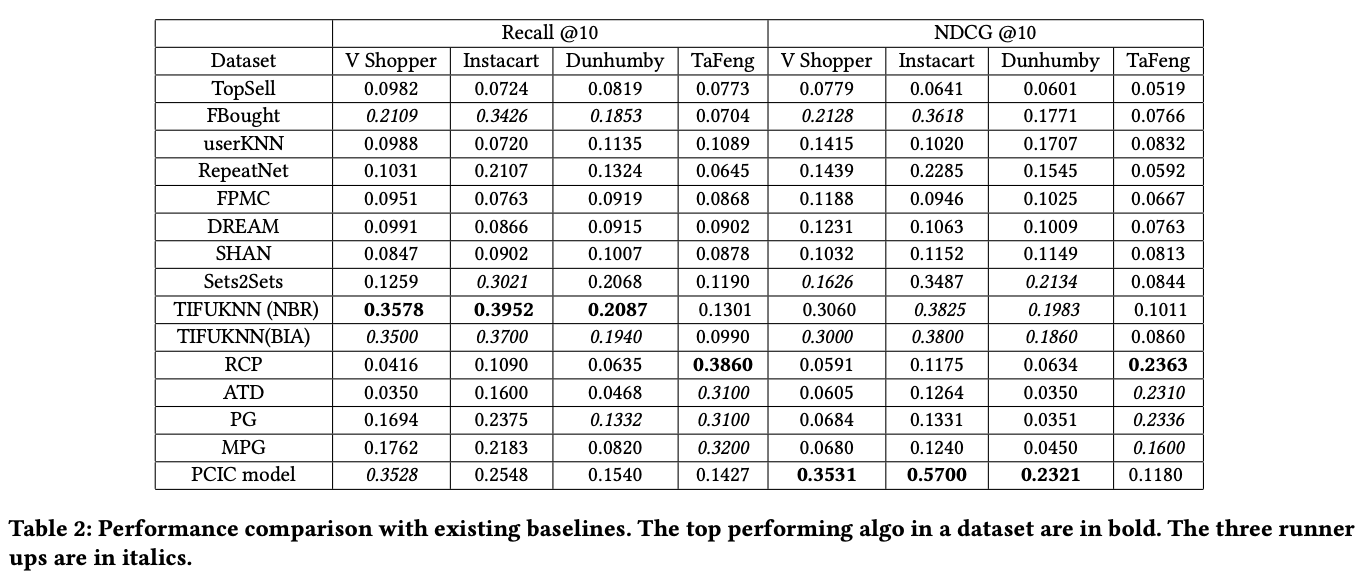 Recall @10 NDCG @10
Dataset V Shopper Instacart Dunhumby TaFeng V Shopper Instacart Dunhumby TaFeng
TopSell 0.0982 0.0724 0.0819 0.0773 0.0779 0.0641 0.0601 0.0519
FBought 0.2109 0.3426 0.1853 0.0704 0.2128 0.3618 0.1771 0.0766
userKNN 0.0988 0.0720 0.1135 0.1089 0.1415 0.1020 0.1707 0.0832
RepeatNet 0.1031 0.2107 0.1324 0.0645 0.1439 0.2285 0.1545 0.0592
FPMC 0.0951 0.0763 0.0919 0.0868 0.1188 0.0946 0.1025 0.0667
DREAM 0.0991 0.0866 0.0915 0.0902 0.1231 0.1063 0.1009 0.0763
SHAN 0.0847 0.0902 0.1007 0.0878 0.1032 0.1152 0.1149 0.0813
Sets2Sets 0.1259 0.3021 0.2068 0.1190 0.1626 0.3487 0.2134 0.0844
TIFUKNN (NBR) 0.3578 0.3952 0.2087 0.1301 0.3060 0.3825 0.1983 0.1011
TIFUKNN(BIA) 0.3500 0.3700 0.1940 0.0990 0.3000 0.3800 0.1860 0.0860
RCP 0.0416 0.1090 0.0635 0.3860 0.0591 0.1175 0.0634 0.2363
ATD 0.0350 0.1600 0.0468 0.3100 0.0605 0.1264 0.0350 0.2310
PG 0.1694 0.2375 0.1332 0.3100 0.0684 0.1331 0.0351 0.2336
MPG 0.1762 0.2183 0.0820 0.3200 0.0680 0.1240 0.0450 0.1600
PCIC model 0.3528 0.2548 0.1540 0.1427 0.3531 0.5700 0.2321 0.1180
Table 2: Performance comparison with existing baselines. The top performing algo in a dataset are in bold. The three runner
ups are in italics.